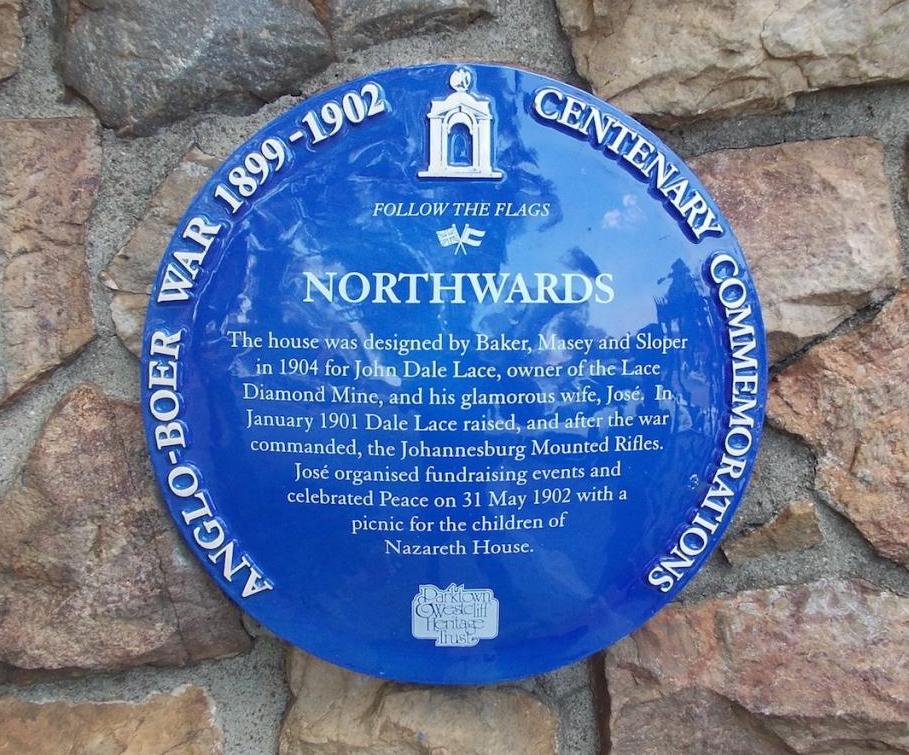 ANGLO-BOER WAR 1899-1902
CENTENARY COMMEMORATIONS
FOLLOW THE FLAGS
NORTHWARDS
The house was designed by Baker, Masey and Sloper
in 1904 for John Dale Lace, owner of the Lace
Diamond Mine, and his glamorous wife, José. In
January 1901 Dale Lace raised, and after the war
commanded, the Johannesburg Mounted Rifles.
José organised fundraising events and
celebrated Peace on 31 May 1902 with a
picnic for the children of
Nazareth House.
Parktown
& Westcliff
Heritage
Trust